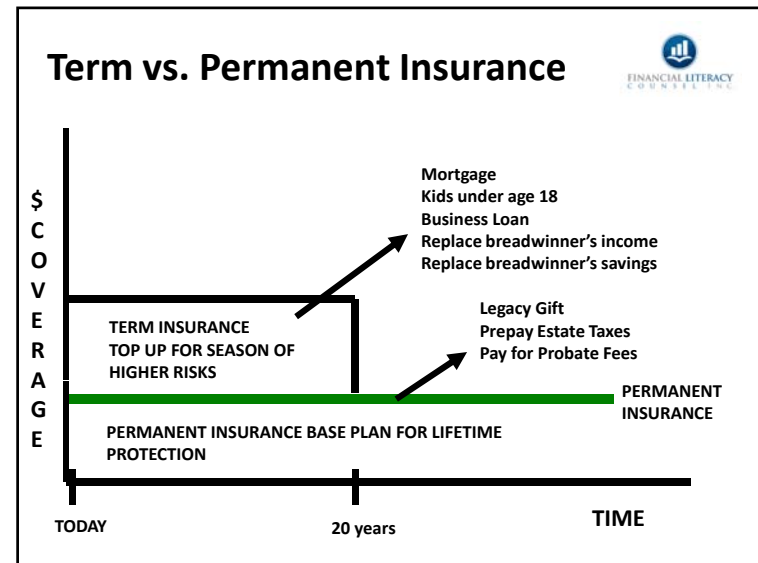 Term vs. Permanent Insurance
FINANCIAL LITERACY
COUNSEL INC
$
C
O
V
E
R
A
G
E
Mortgage
Kids under age 18
Business Loan
Replace breadwinner’s income
Replace breadwinner’s savings
TERM INSURANCE
TOP UP FOR SEASON OF
HIGHER RISKS
Legacy Gift
Prepay Estate Taxes
Pay for Probate Fees
PERMANENT
INSURANCE
PERMANENT INSURANCE BASE PLAN FOR LIFETIME
PROTECTION
TODAY
20 years
TIME